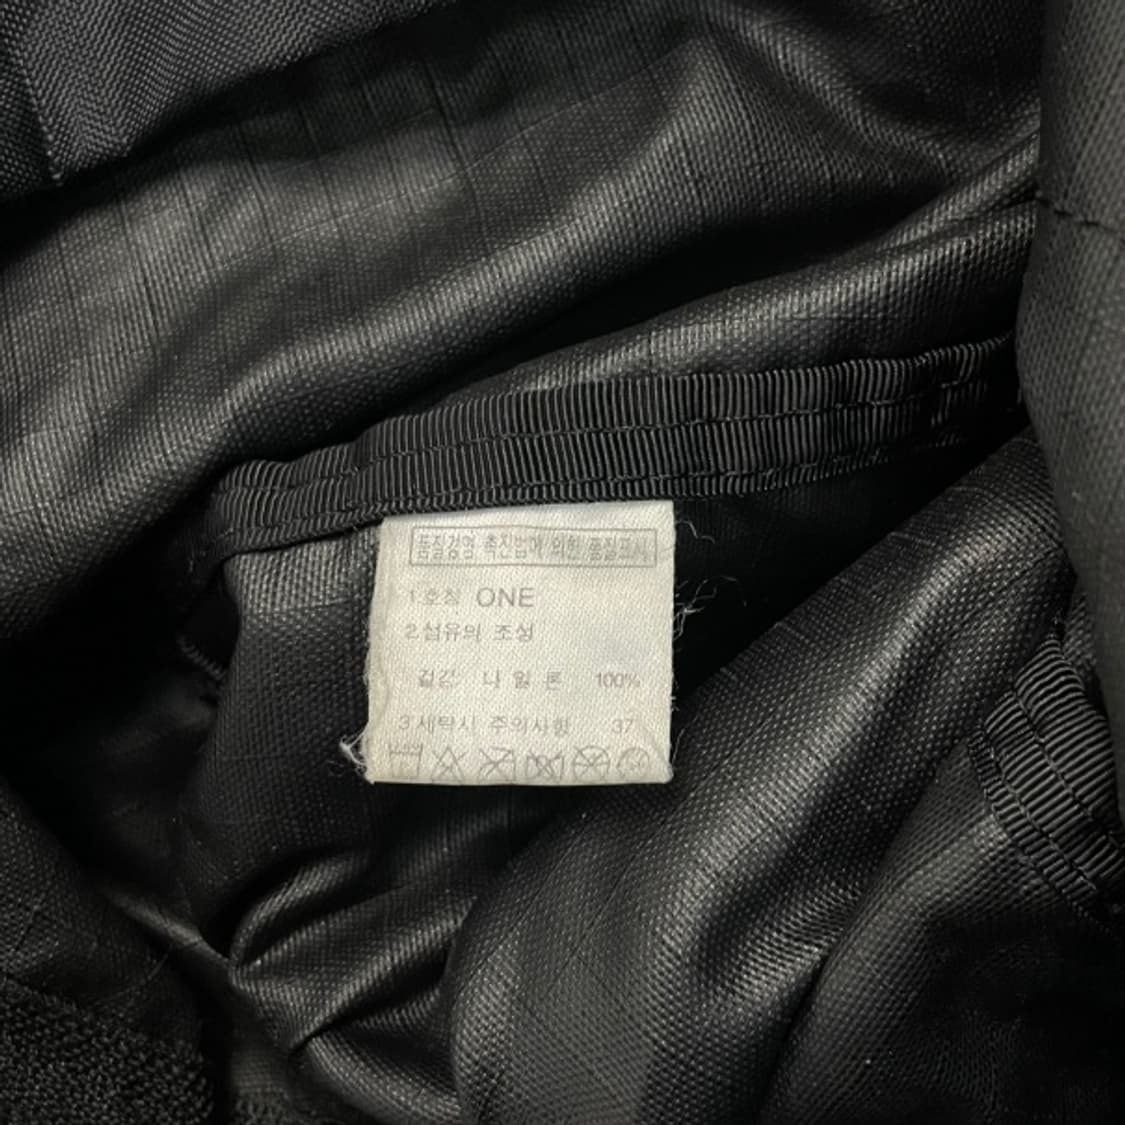 품질경영 촉진법에 의한 품질표시
1 호칭 ONE
2.섬유의 조성
겉감 나 일 론 100%
3 세탁시 주의사항 37